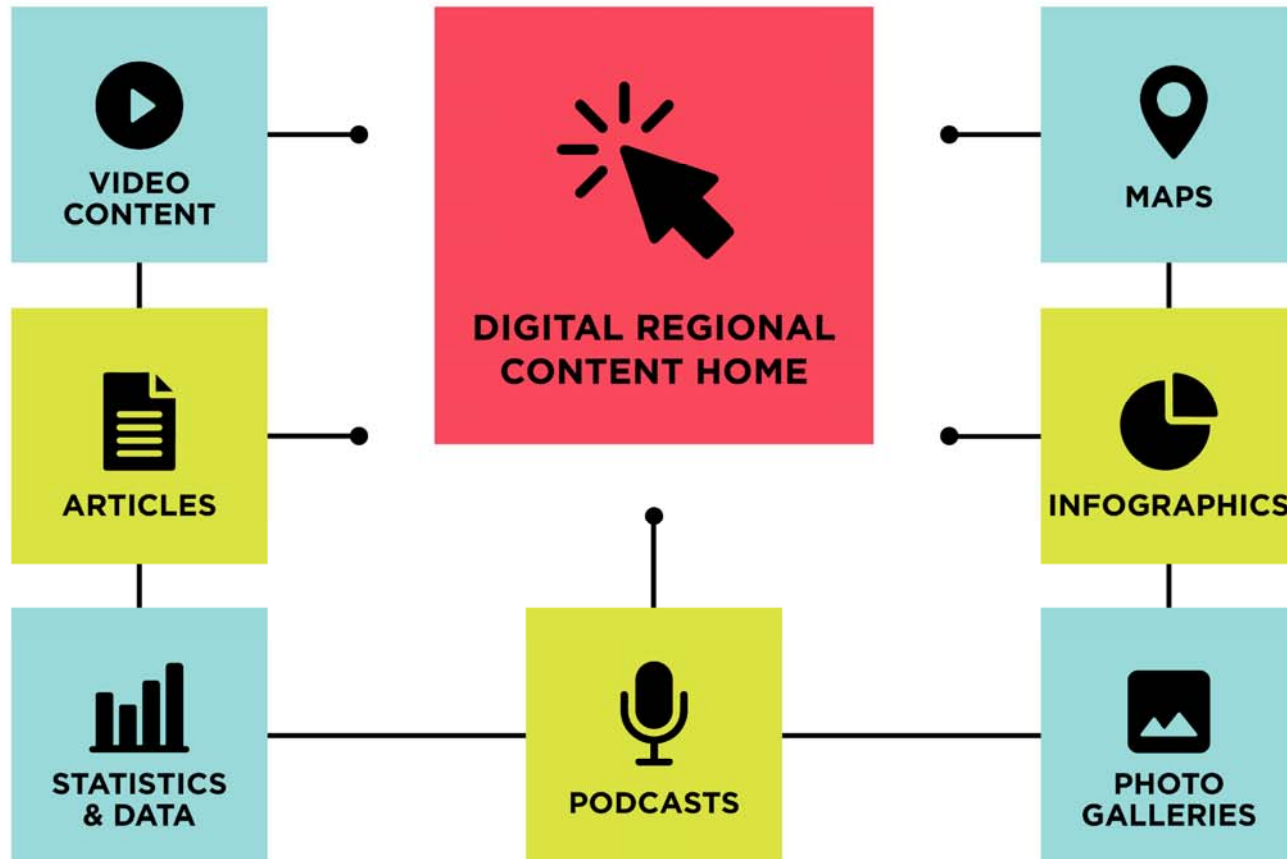 VIDEO
CONTENT
DIGITAL REGIONAL
CONTENT HOME
MAPS
ARTICLES
INFOGRAPHICS
STATISTICS
& DATA
PODCASTS
PHOTO
GALLERIES